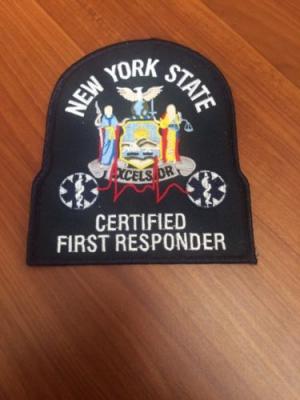 NEW YORK STATE
EXCELSIOR
CERTIFIED
FIRST RESPONDER